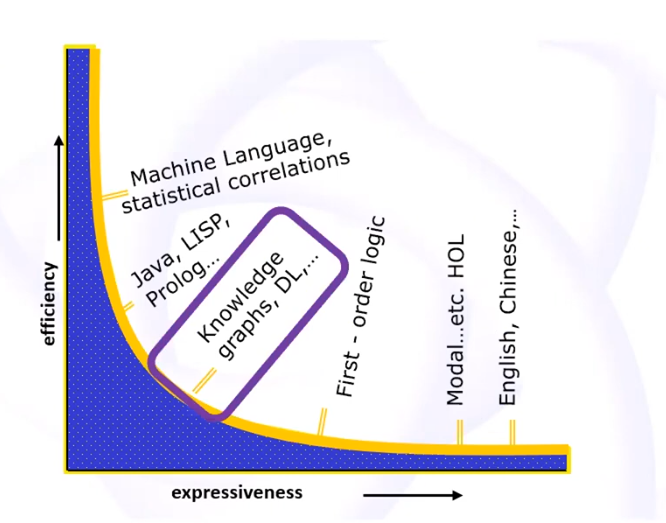 Machine Language,
statistical correlations
Java, LISP,
Prolog...
Knowledge
graphs, DL,...
First - order logic
Modal...etc. HOL
English, Chinese,...
efficiency
expressiveness